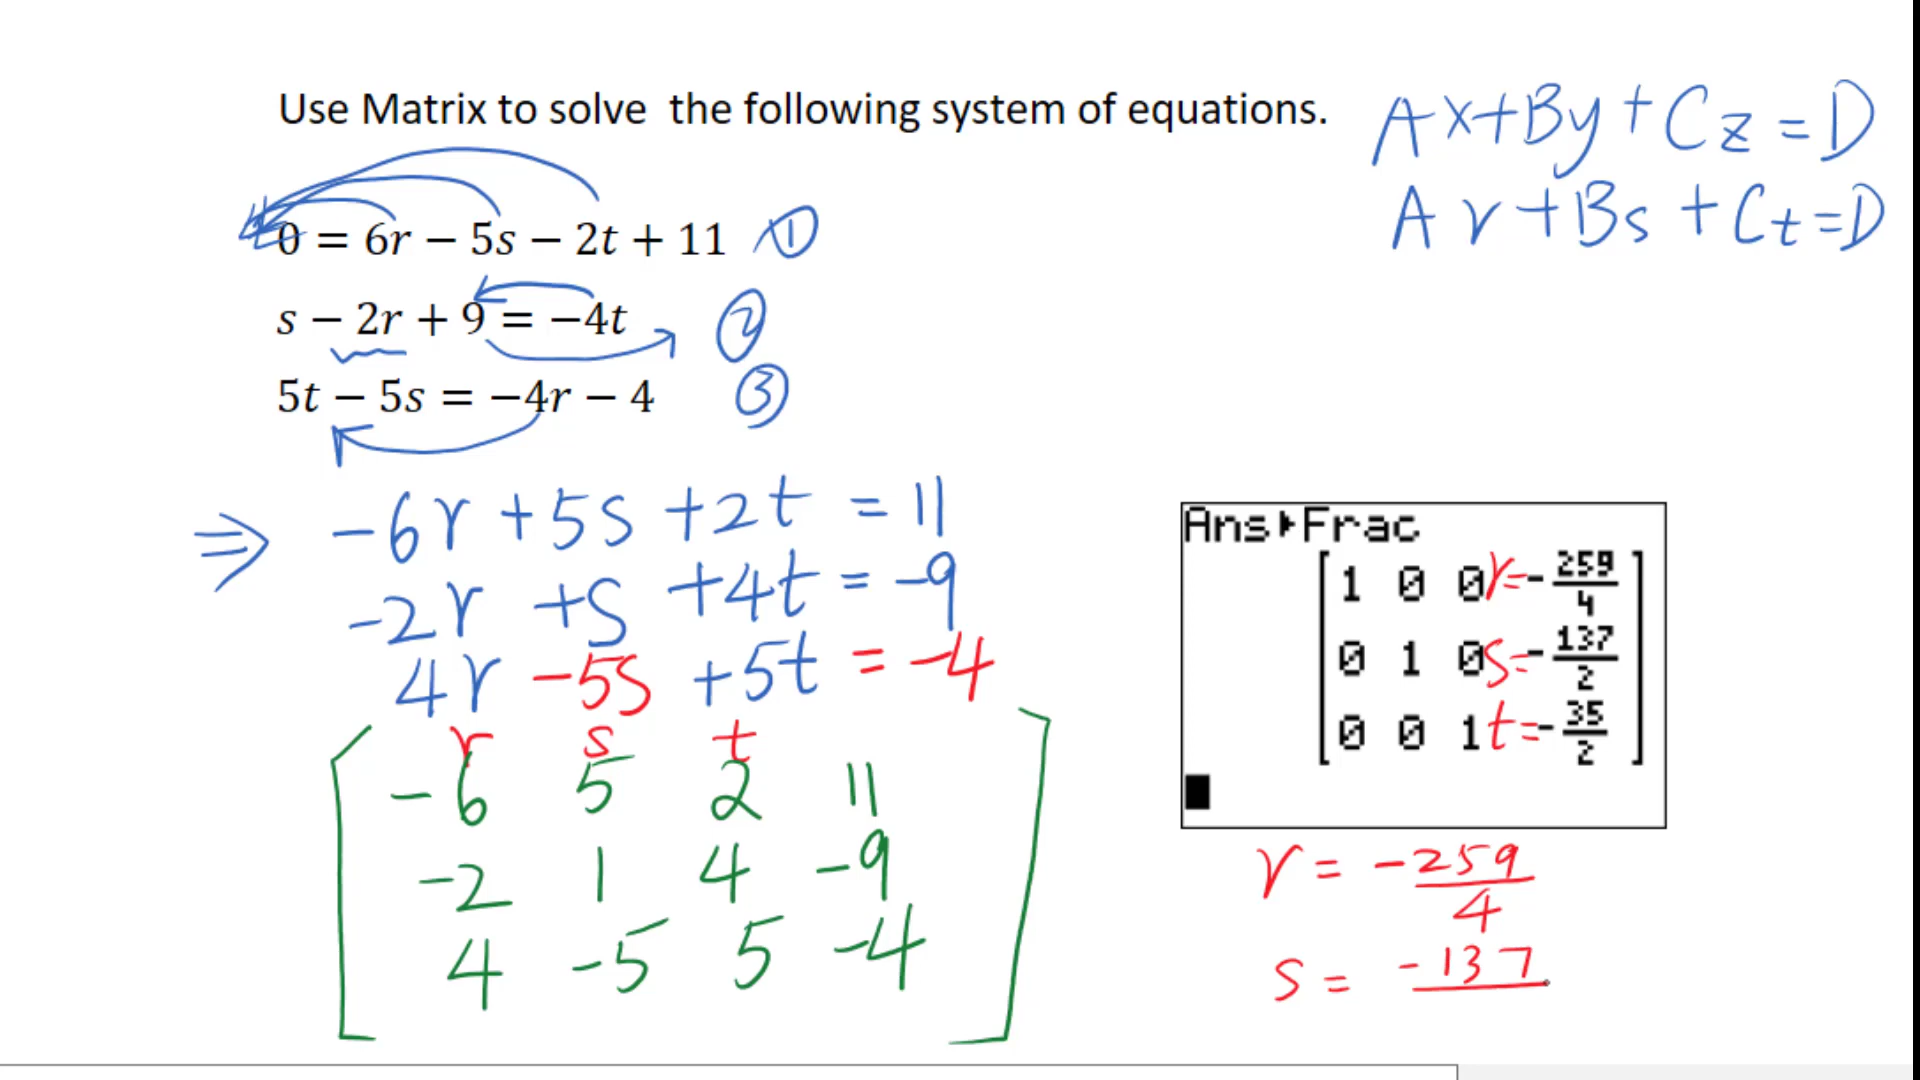 Use Matrix to solve the following system of equations.
Ax+By+Cz=D
Ar+Bs+Ct=D
0 = 6r − 5s − 2t + 11 ①
s − 2r + 9 = −4t ②
5t − 5s = −4r − 4 ③
⇒ -6r +5s +2t = 11
-2r +s +4t = -9
4r -5s +5t = -4
r s t
-6 5 2 11
-2 1 4 -9
4 -5 5 -4
Ans▸Frac
1 0 0 r= -259/4
0 1 0 s= -137/2
0 0 1 t= -35/2
r = -259/4
s = -137